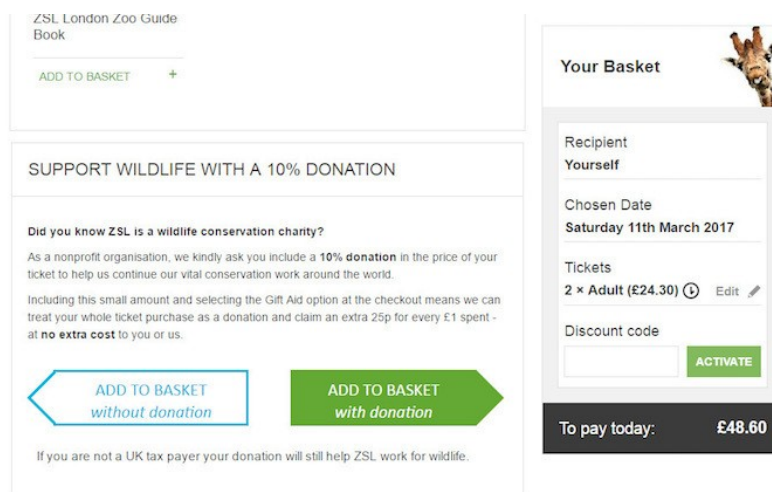 ZSL London Zoo Guide
Book
ADD TO BASKET +
SUPPORT WILDLIFE WITH A 10% DONATION
Did you know ZSL is a wildlife conservation charity?
As a nonprofit organisation, we kindly ask you include a 10% donation in the price of your
ticket to help us continue our vital conservation work around the world.
Including this small amount and selecting the Gift Aid option at the checkout means we can
treat your whole ticket purchase as a donation and claim an extra 25p for every £1 spent -
at no extra cost to you or us.
ADD TO BASKET
without donation
ADD TO BASKET
with donation
If you are not a UK tax payer your donation will still help ZSL work for wildlife.
Your Basket
Recipient
Yourself
Chosen Date
Saturday 11th March 2017
Tickets
2 × Adult (£24.30) Edit
Discount code
ACTIVATE
To pay today: £48.60